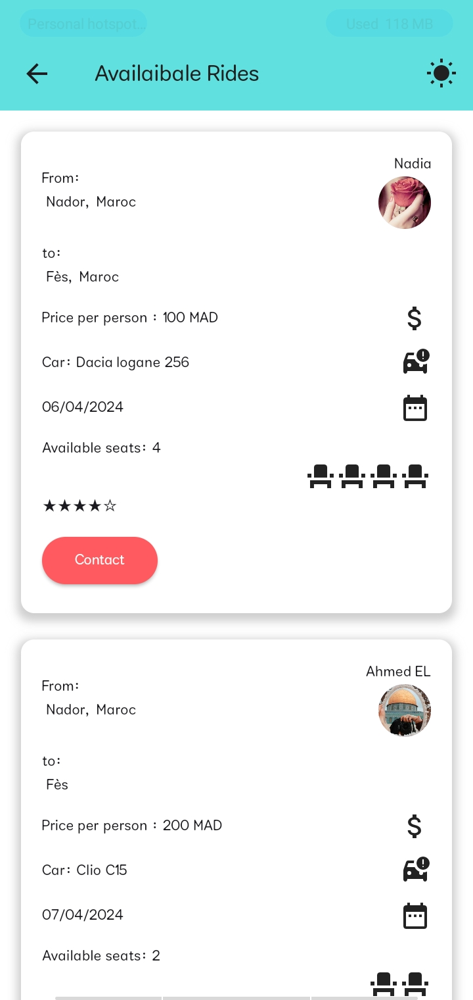 Personal hotspot... Used 118 MB
Availaibale Rides
Nadia
From:
Nador, Maroc
to:
Fès, Maroc
Price per person : 100 MAD
Car: Dacia logane 256
06/04/2024
Available seats: 4
★★★★☆
Contact
Ahmed EL
From:
Nador, Maroc
to:
Fès
Price per person : 200 MAD
Car: Clio C15
07/04/2024
Available seats: 2